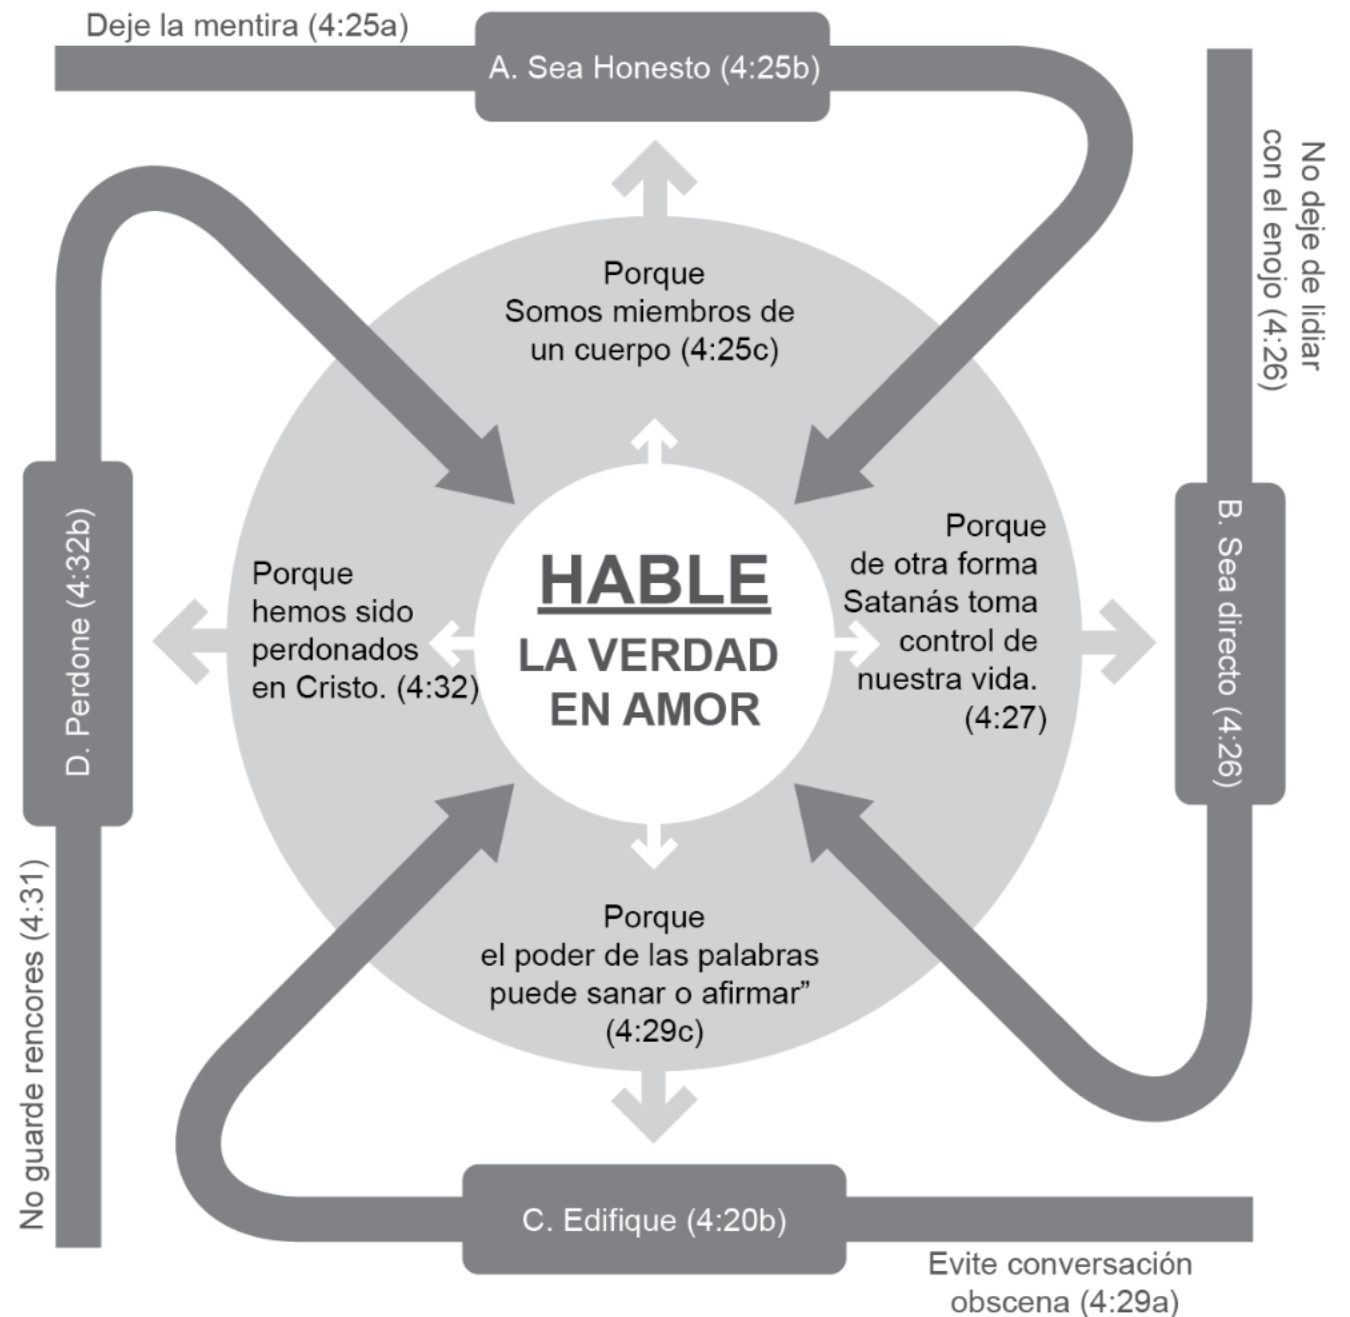 Deje la mentira (4:25a)
A. Sea Honesto (4:25b)
No deje de lidiar
con el enojo (4:26)
Porque
Somos miembros de
un cuerpo (4:25c)
B. Sea directo (4:26)
Porque
de otra forma
Satanás toma
control de
nuestra vida.
(4:27)
HABLE
LA VERDAD
EN AMOR
Porque
hemos sido
perdonados
en Cristo. (4:32)
D. Perdone (4:32b)
No guarde rencores (4:31)
Porque
el poder de las palabras
puede sanar o afirmar”
(4:29c)
C. Edifique (4:20b)
Evite conversación
obscena (4:29a)